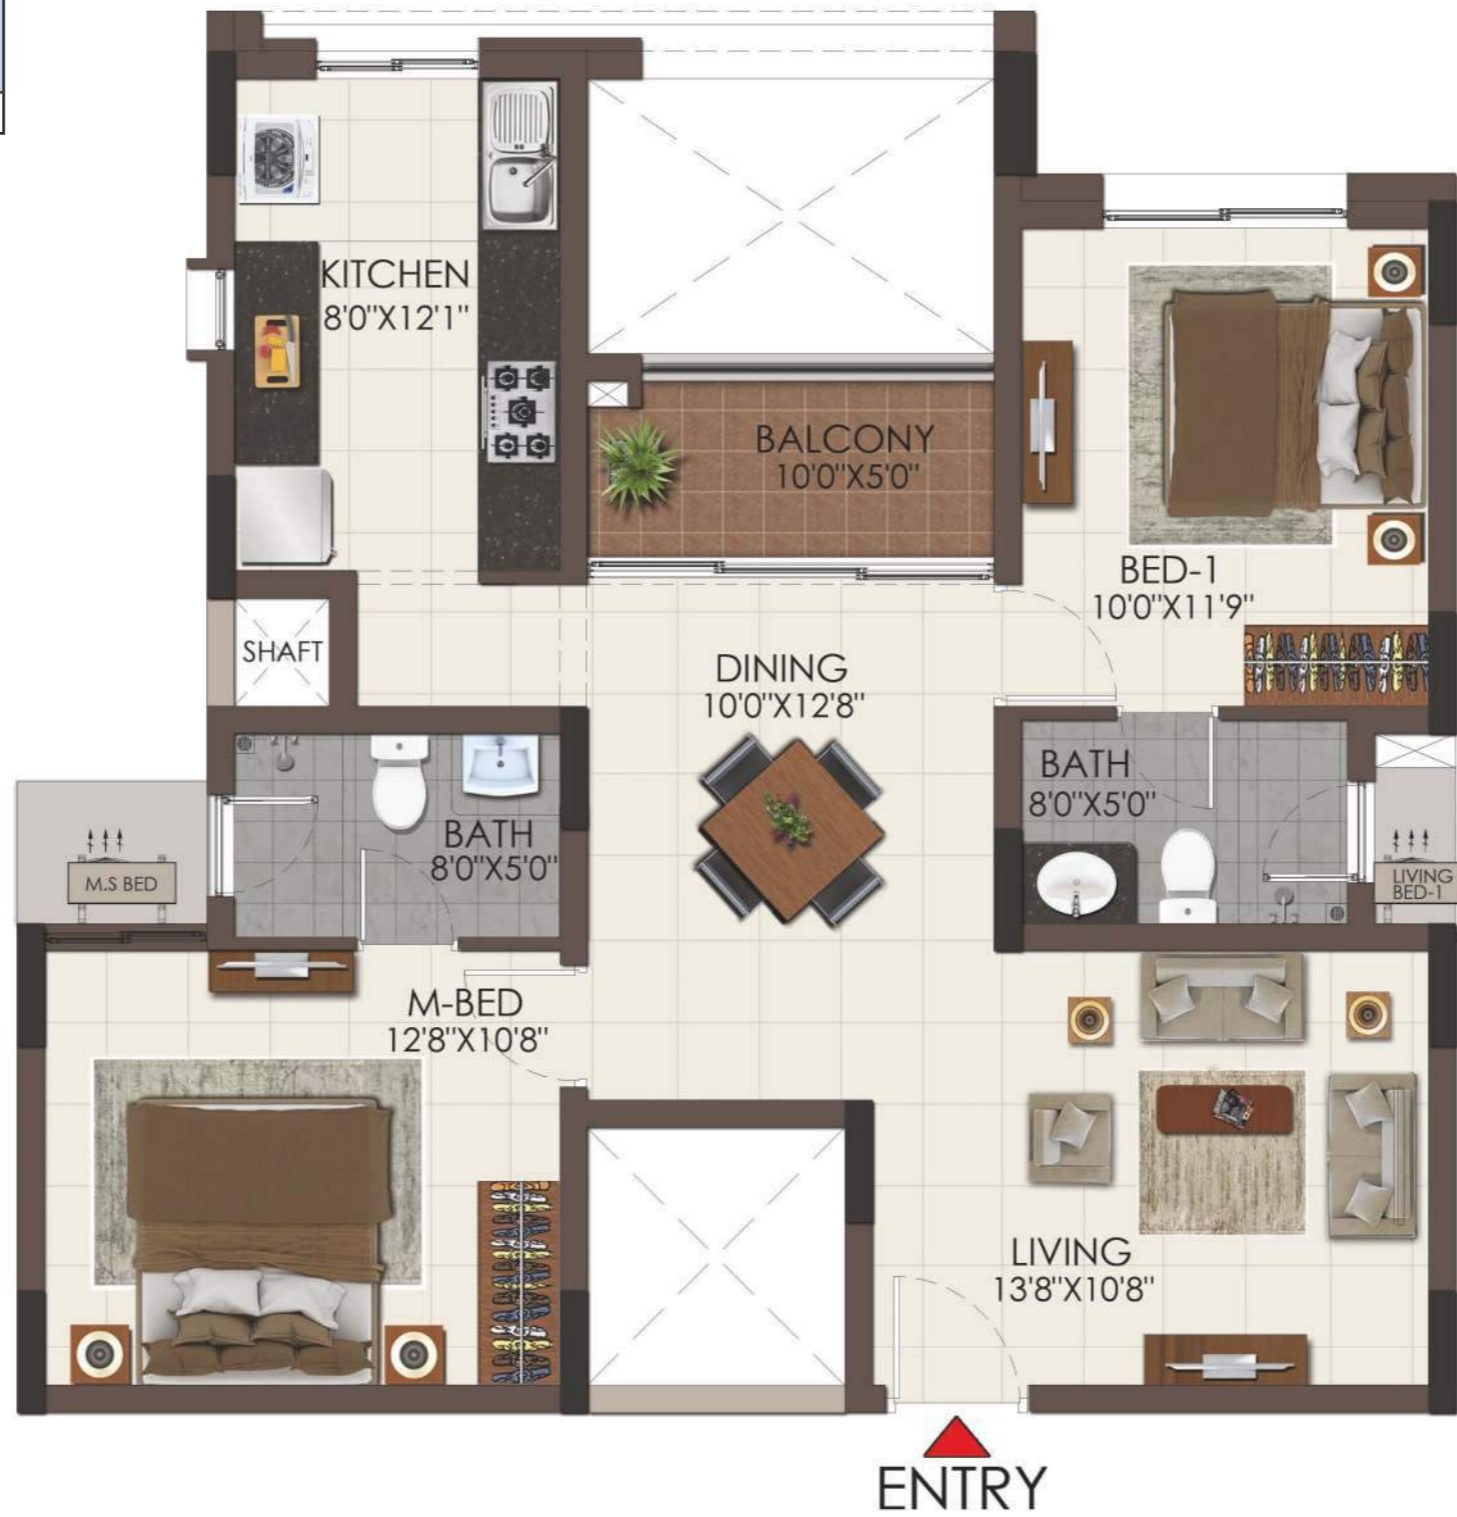 KITCHEN
8'0"X12'1"
BALCONY
10'0"X5'0"
BED-1
10'0"X11'9"
SHAFT
DINING
10'0"X12'8"
BATH
8'0"X5'0"
BATH
8'0"X5'0"
M.S BED
LIVING
BED-1
M-BED
12'8"X10'8"
LIVING
13'8"X10'8"
ENTRY